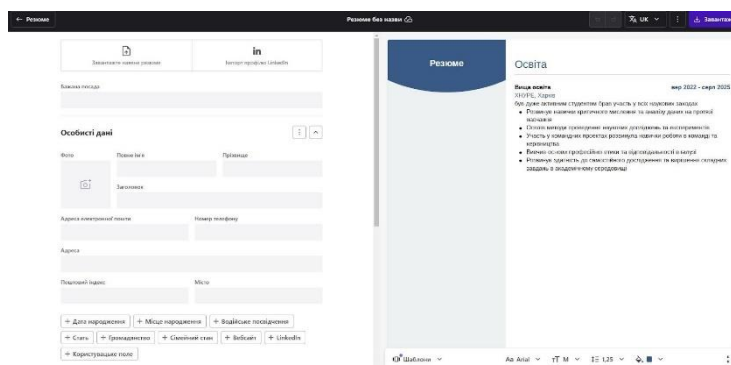 ← Резюме
Резюме без назви
UK
Завантаж
Завантажте наявне резюме
Імпорт профілю LinkedIn
Бажана посада
Особисті дані
Фото
Повне ім'я
Прізвище
Заголовок
Адреса електронної пошти
Номер телефону
Адреса
Поштовий індекс
Місто
+ Дата народження
+ Місце народження
+ Водійське посвідчення
+ Стать
+ Громадянство
+ Сімейний стан
+ Вебсайт
+ LinkedIn
+ Користувацьке поле
Резюме
Освіта
Вища освіта
вер 2022 - серп 2025
ХНУРЕ, Харків
був дуже активним студентом брав участь у всіх наукових заходах
• Розвинув навички критичного мислення та аналізу даних на протязі
навчання
• Освоїв методи проведення наукових досліджень та експериментів
• Участь у командних проектах розвинула навички роботи в команді та
керівництва
• Вивчив основи професійної етики та відповідальності в галузі
• Розвинув здатність до самостійного дослідження та вирішення складних
завдань в академічному середовищі
Шаблони
Aa Arial
тT M
1,25